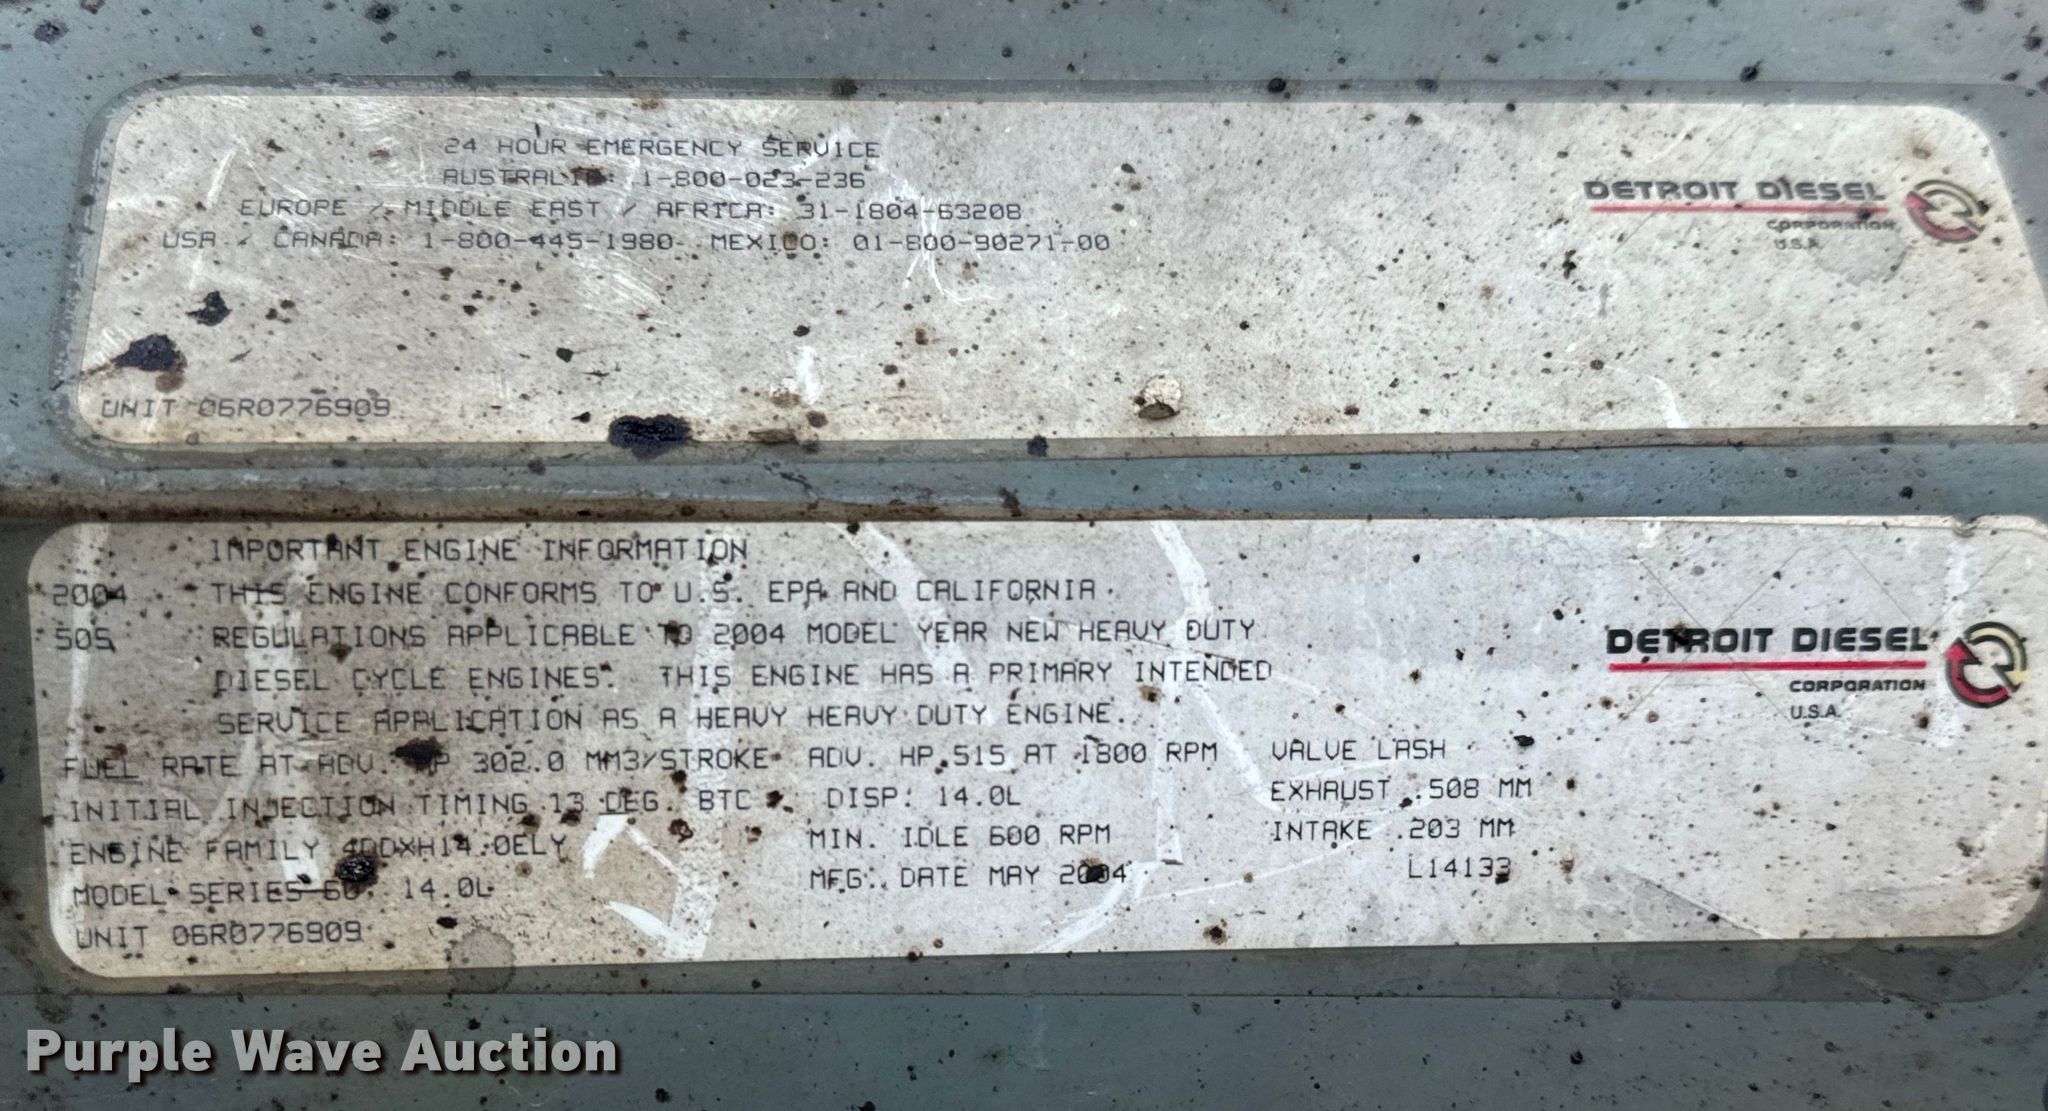 24 HOUR EMERGENCY SERVICE
AUSTRALIA: 1-800-023-236
EUROPE / MIDDLE EAST / AFRICA: 31-1804-63208
USA / CANADA: 1-800-445-1980 MEXICO: 01-800-90271-00
DETROIT DIESEL
CORPORATION
U.S.A.
UNIT 06R0776909
IMPORTANT ENGINE INFORMATION
2004 THIS ENGINE CONFORMS TO U.S. EPA AND CALIFORNIA
505 REGULATIONS APPLICABLE TO 2004 MODEL YEAR NEW HEAVY DUTY
DIESEL CYCLE ENGINES. THIS ENGINE HAS A PRIMARY INTENDED
SERVICE APPLICATION AS A HEAVY HEAVY DUTY ENGINE.
DETROIT DIESEL
CORPORATION
U.S.A.
FUEL RATE AT ADV. HP 302.0 MM3/STROKE ADV. HP 515 AT 1800 RPM VALVE LASH
INITIAL INJECTION TIMING 13 DEG. BTC DISP: 14.0L EXHAUST .508 MM
ENGINE FAMILY 4DDXH14.0ELY MIN. IDLE 600 RPM INTAKE .203 MM
MODEL SERIES 60 14.0L MFG. DATE MAY 2004 L14133
UNIT 06R0776909
Purple Wave Auction